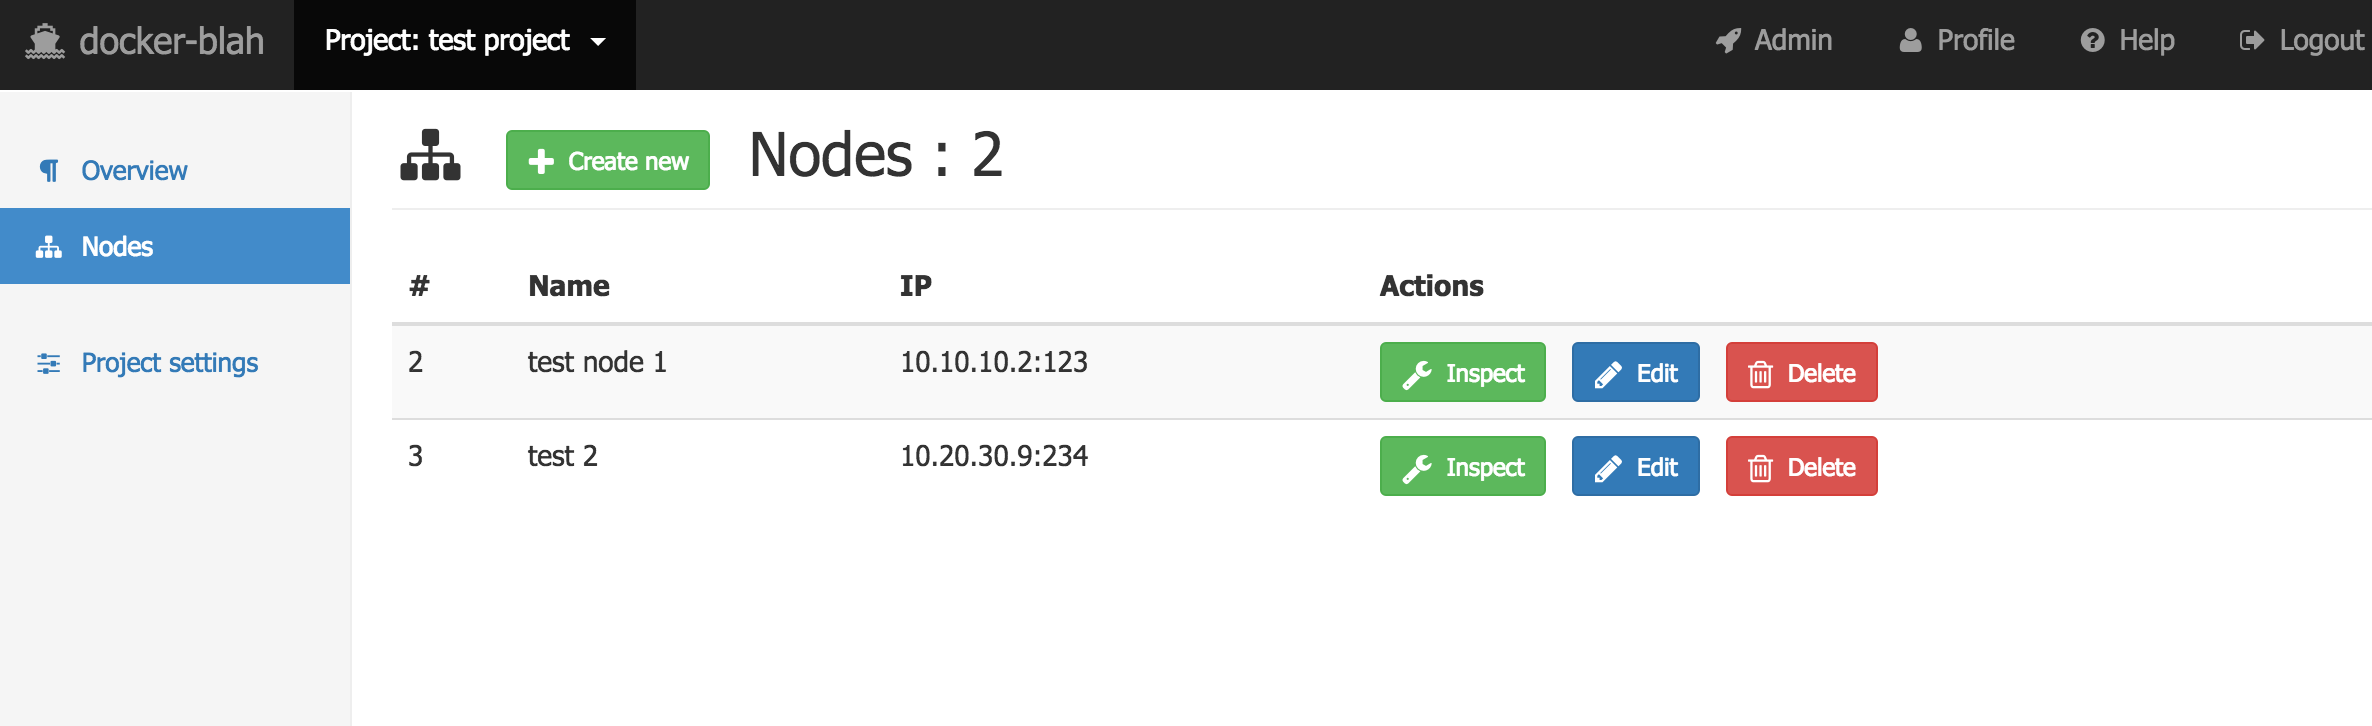 docker-blah Project: test project Admin Profile Help Logout
Overview
Nodes
Project settings
Create new Nodes : 2
# Name IP Actions
2 test node 1 10.10.10.2:123 Inspect Edit Delete
3 test 2 10.20.30.9:234 Inspect Edit Delete